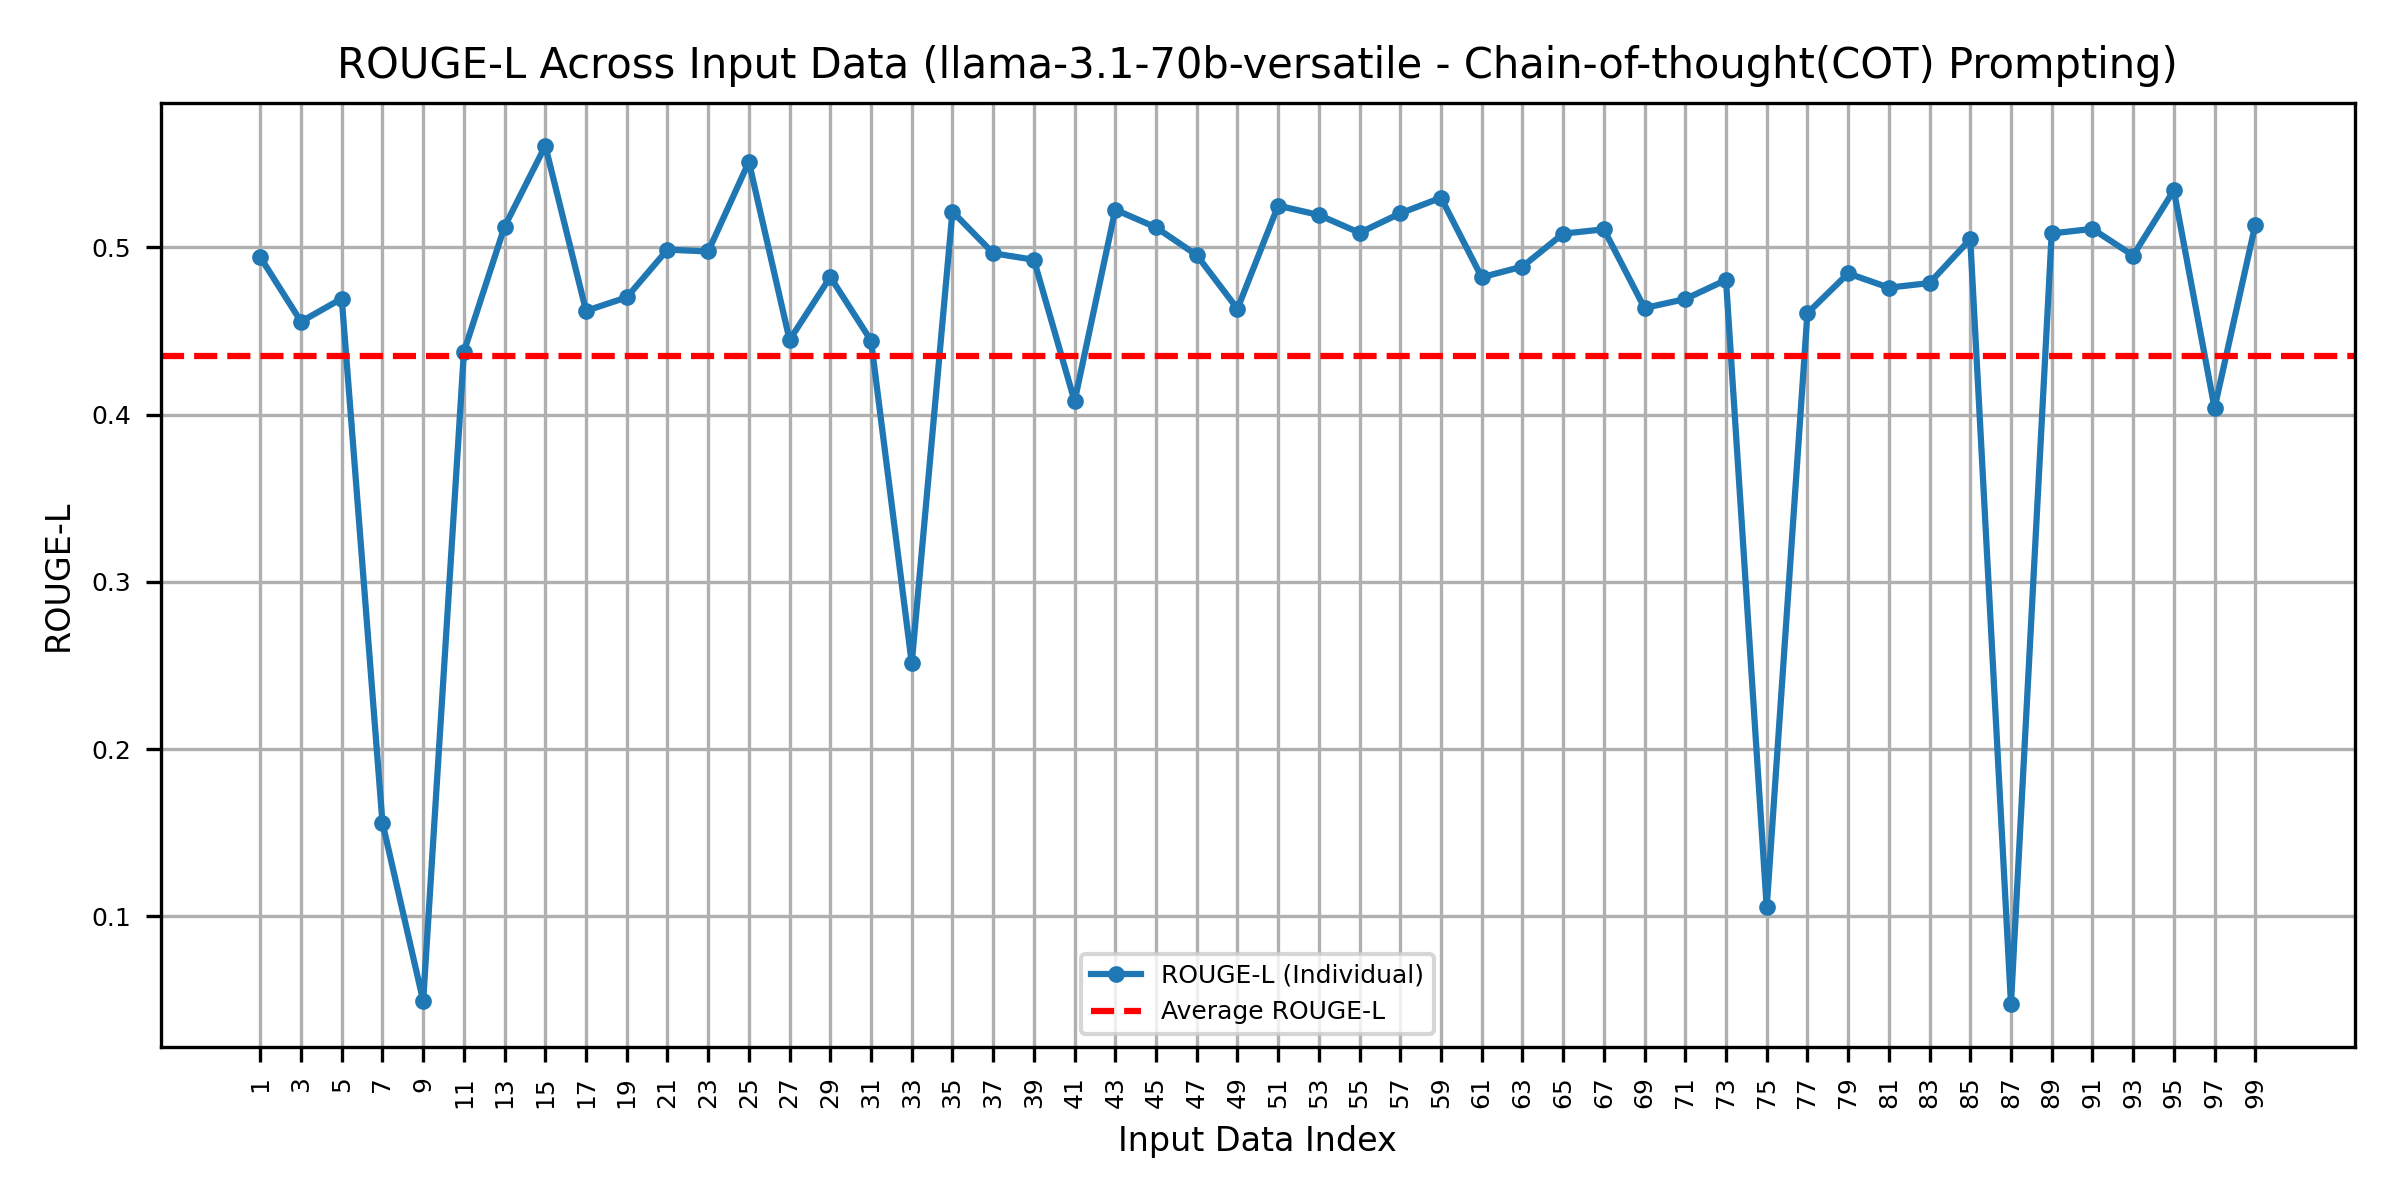 ROUGE-L Across Input Data (llama-3.1-70b-versatile - Chain-of-thought(COT) Prompting)
ROUGE-L
0.5
0.4
0.3
0.2
0.1
ROUGE-L (Individual)
Average ROUGE-L
1 3 5 7 9 11 13 15 17 19 21 23 25 27 29 31 33 35 37 39 41 43 45 47 49 51 53 55 57 59 61 63 65 67 69 71 73 75 77 79 81 83 85 87 89 91 93 95 97 99
Input Data Index